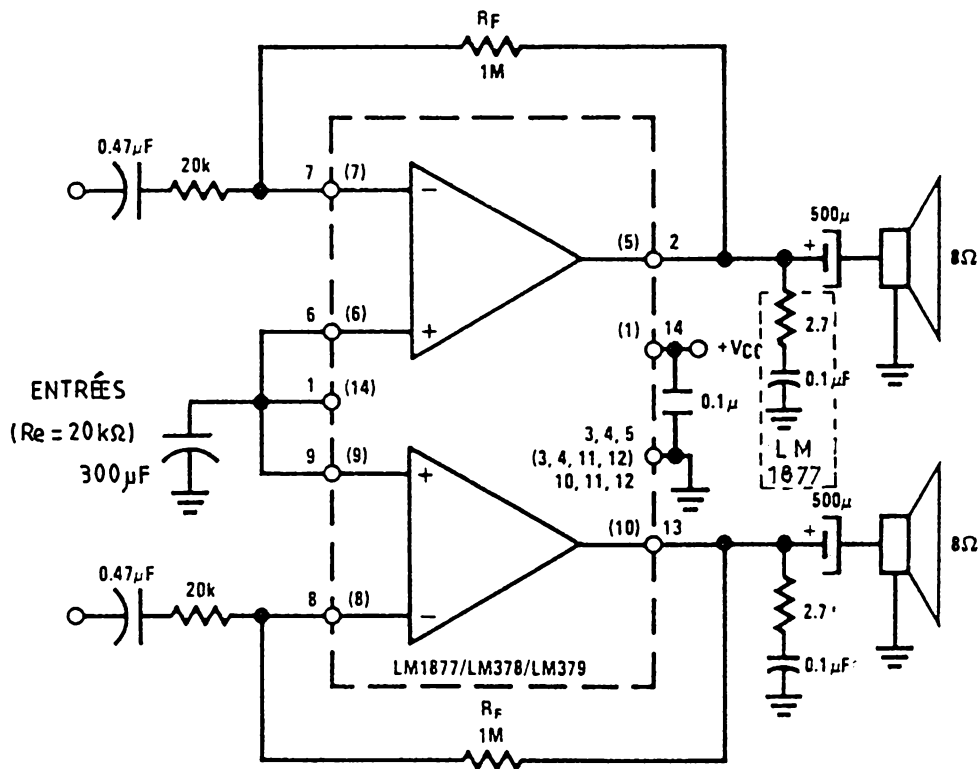 R_F
1M
0.47µF
20k
7 (7)
−
500µ
+
(5) 2
8Ω
2.7
6 (6)
+
(1) 14
+V_CC
0.1µF
ENTRÉES
1 (14)
0.1µ
(Re = 20kΩ)
3, 4, 5
LM
300µF
9 (9)
+
(3, 4, 11, 12)
1877
10, 11, 12
500µ
+
(10) 13
8Ω
0.47µF
20k
8 (8)
−
2.7
LM1877/LM378/LM379
0.1µF
R_F
1M